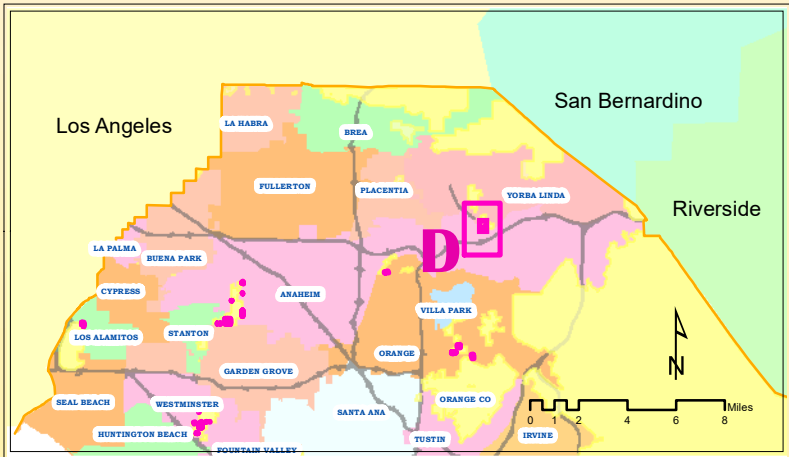 San Bernardino
Los Angeles
LA HABRA
BREA
FULLERTON
PLACENTIA
YORBA LINDA
Riverside
LA PALMA
BUENA PARK
D
CYPRESS
ANAHEIM
VILLA PARK
STANTON
LOS ALAMITOS
ORANGE
GARDEN GROVE
N
SEAL BEACH
WESTMINSTER
ORANGE CO
SANTA ANA
Miles
0 1 2 4 6 8
HUNTINGTON BEACH
TUSTIN
IRVINE
FOUNTAIN VALLEY